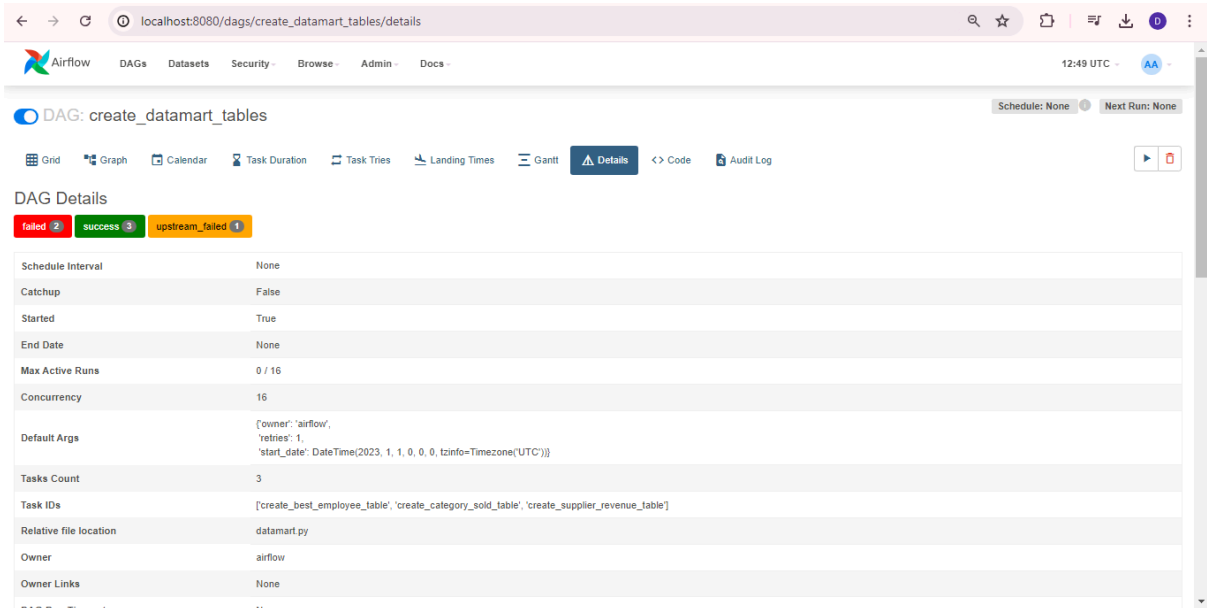 localhost:8080/dags/create_datamart_tables/details
D
Airflow DAGs Datasets Security Browse Admin Docs 12:49 UTC AA
DAG: create_datamart_tables Schedule: None Next Run: None
Grid Graph Calendar Task Duration Task Tries Landing Times Gantt Details <> Code Audit Log
DAG Details
failed 2 success 3 upstream_failed 1
Schedule Interval None
Catchup False
Started True
End Date None
Max Active Runs 0 / 16
Concurrency 16
Default Args
{'owner': 'airflow',
'retries': 1,
'start_date': DateTime(2023, 1, 1, 0, 0, 0, tzinfo=Timezone('UTC'))}
Tasks Count 3
Task IDs ['create_best_employee_table', 'create_category_sold_table', 'create_supplier_revenue_table']
Relative file location datamart.py
Owner airflow
Owner Links None